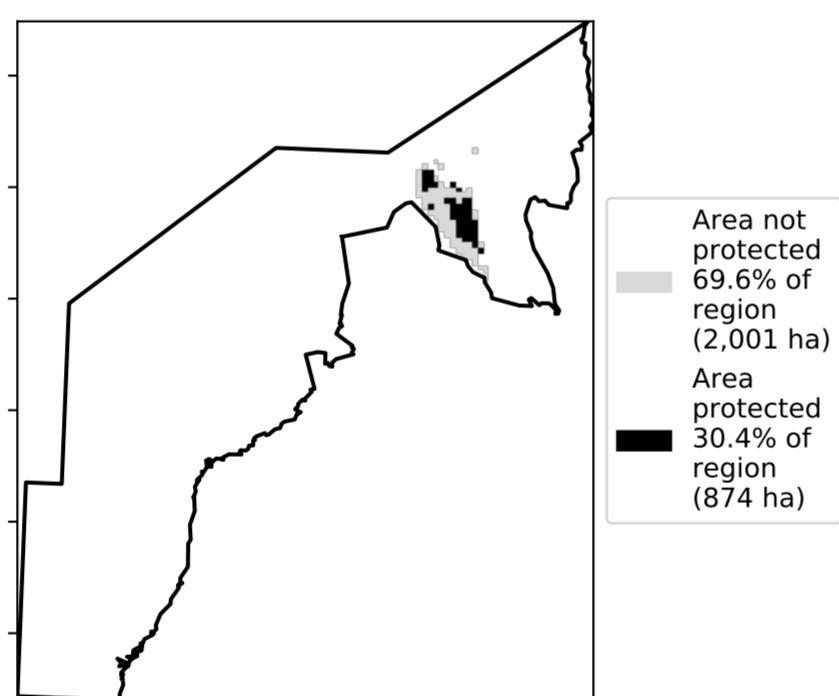 Area not
protected
69.6% of
region
(2,001 ha)
Area
protected
30.4% of
region
(874 ha)